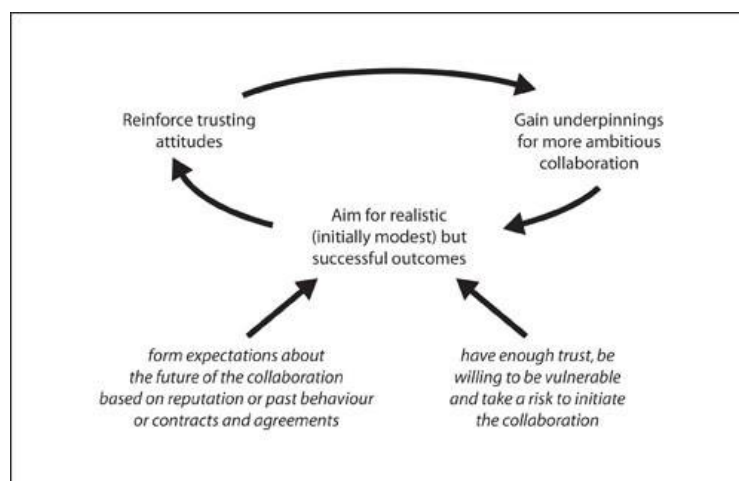 Reinforce trusting
attitudes
Gain underpinnings
for more ambitious
collaboration
Aim for realistic
(initially modest) but
successful outcomes
form expectations about
the future of the collaboration
based on reputation or past behaviour
or contracts and agreements
have enough trust, be
willing to be vulnerable
and take a risk to initiate
the collaboration